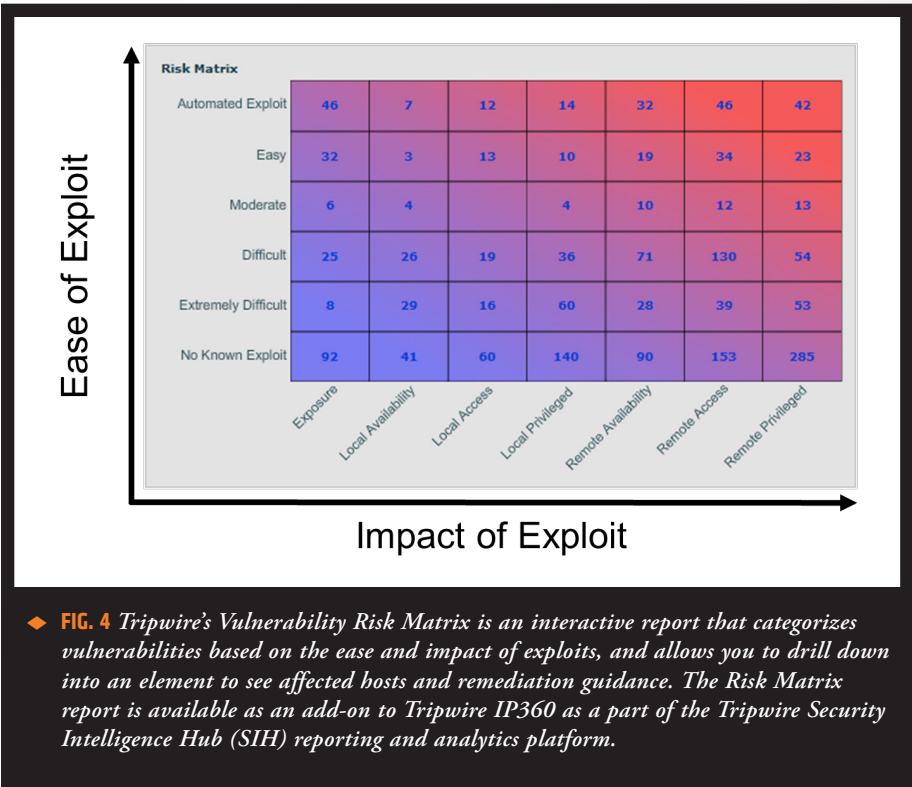 Risk Matrix
Automated Exploit 46 7 12 14 32 46 42
Easy 32 3 13 10 19 34 23
Moderate 6 4 4 10 12 13
Difficult 25 26 19 36 71 130 54
Extremely Difficult 8 29 16 60 28 39 53
No Known Exploit 92 41 60 140 90 153 285
Exposure
Local Availability
Local Access
Local Privileged
Remote Availability
Remote Access
Remote Privileged
Ease of Exploit
Impact of Exploit
◆ FIG. 4 Tripwire's Vulnerability Risk Matrix is an interactive report that categorizes
vulnerabilities based on the ease and impact of exploits, and allows you to drill down
into an element to see affected hosts and remediation guidance. The Risk Matrix
report is available as an add-on to Tripwire IP360 as a part of the Tripwire Security
Intelligence Hub (SIH) reporting and analytics platform.